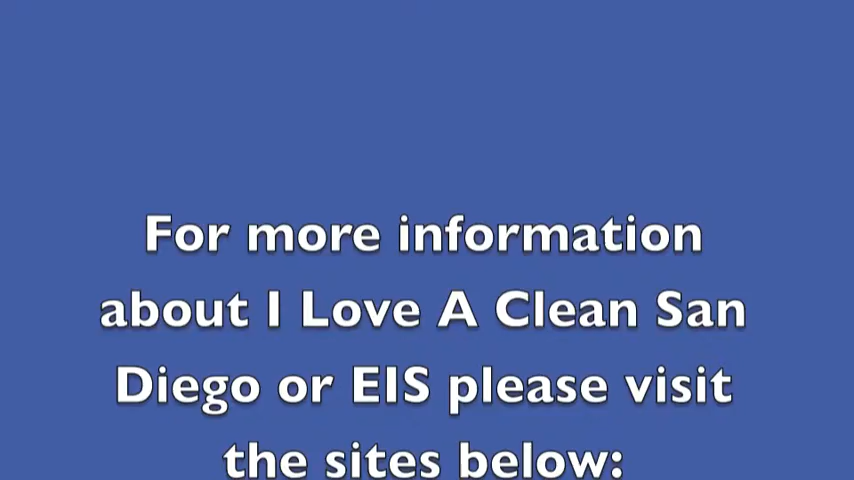 For more information
about I Love A Clean San
Diego or EIS please visit
the sites below: